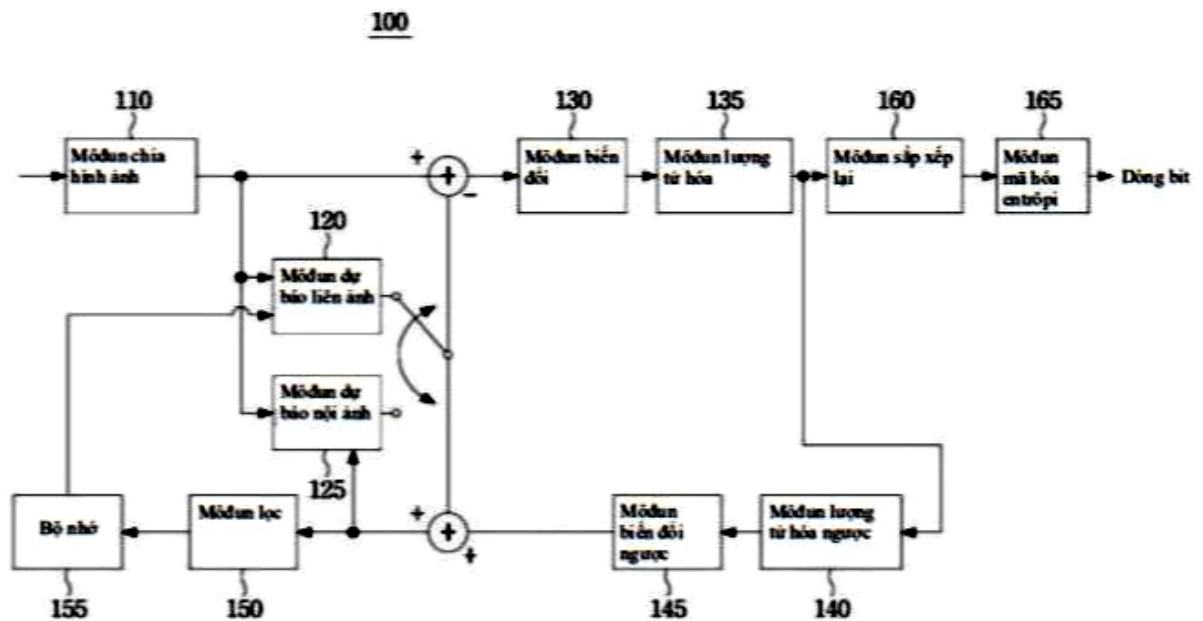 100
110
130
135
160
165
Môđun chia
hình ảnh
+
+
−
Môđun biến
đổi
Môđun lượng
tử hóa
Môđun sắp xếp
lại
Môđun
mã hóa
entrôpi
Dòng bit
120
Môđun dự
báo liên ảnh
Môđun dự
báo nội ảnh
125
Bộ nhớ
Môđun lọc
+
+
+
Môđun
biến đổi
ngược
Môđun lượng
tử hóa ngược
155
150
145
140